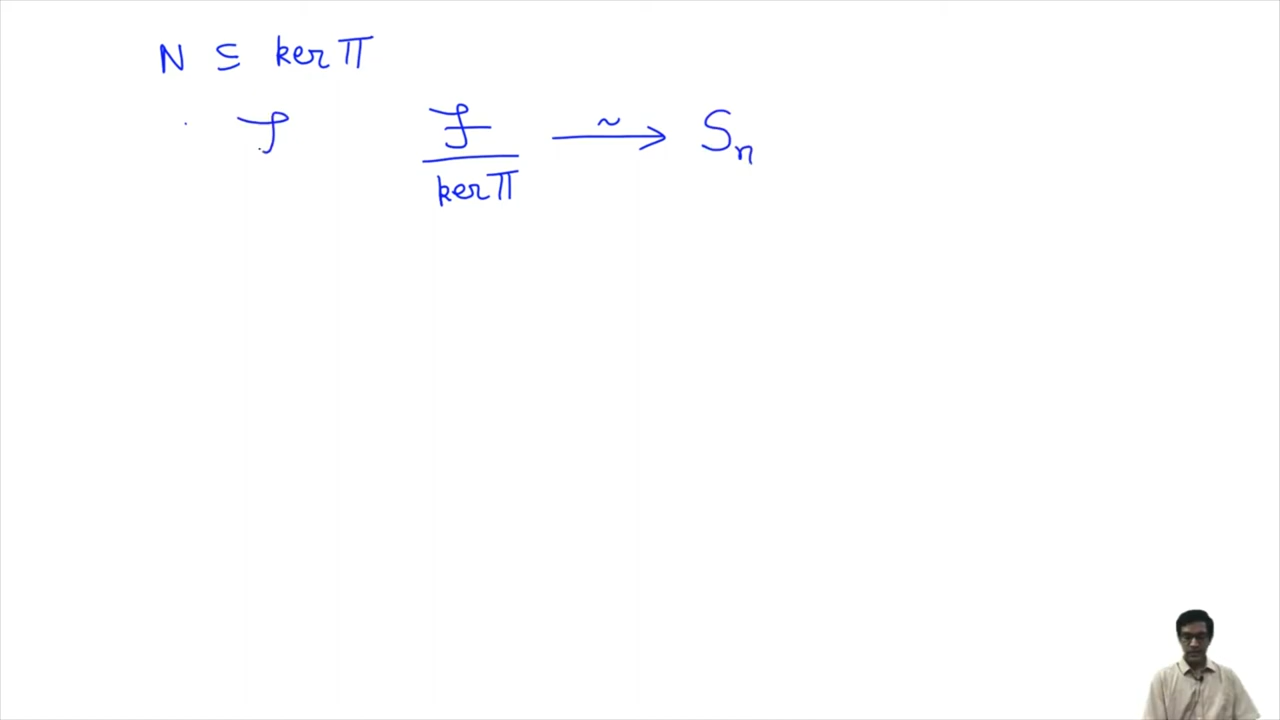 N ⊆ ker π
F F / ker π ⟶~ Sₙ